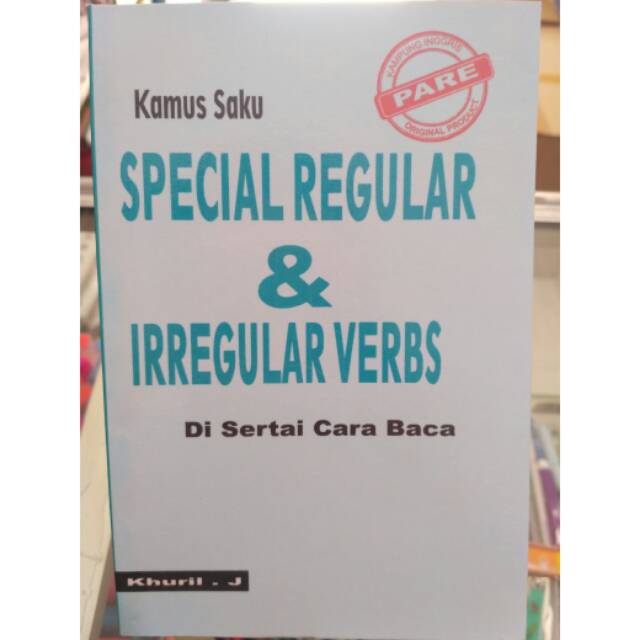 KAMPUNG INGGRIS
PARE
ORIGINAL PRODUCT
Kamus Saku
SPECIAL REGULAR
&
IRREGULAR VERBS
Di Sertai Cara Baca
Khuril . J